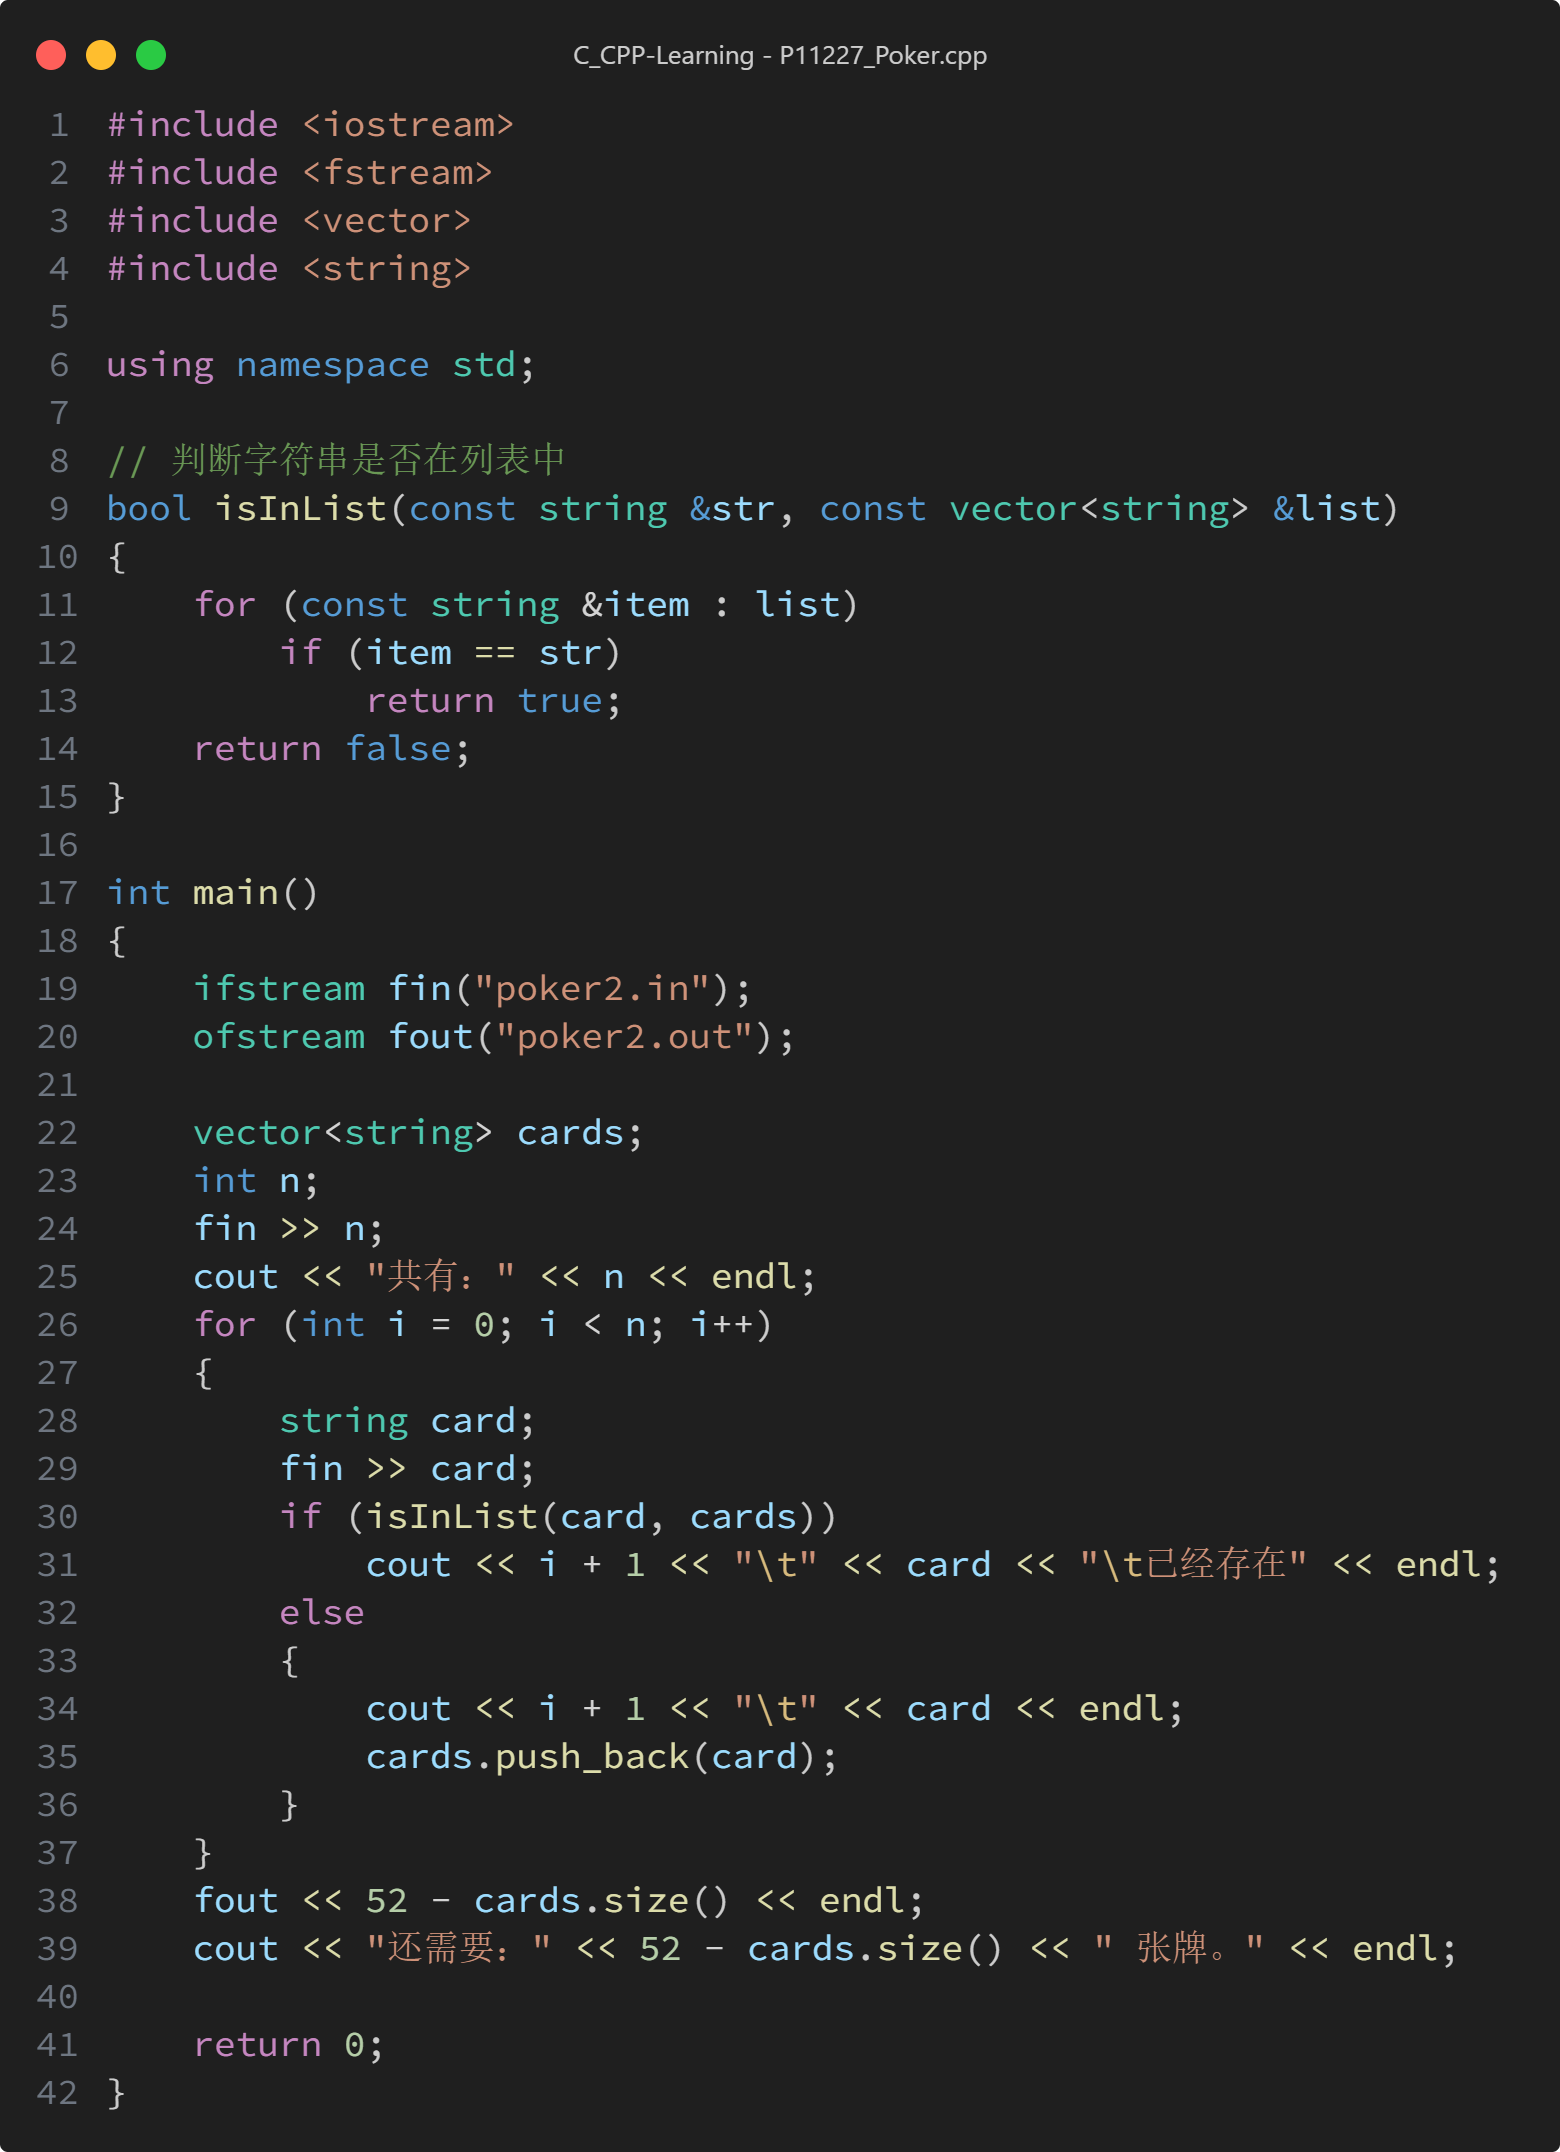 C_CPP-Learning - P11227_Poker.cpp
1 #include <iostream>
2 #include <fstream>
3 #include <vector>
4 #include <string>
5
6 using namespace std;
7
8 // 判断字符串是否在列表中
9 bool isInList(const string &str, const vector<string> &list)
10 {
11     for (const string &item : list)
12         if (item == str)
13             return true;
14     return false;
15 }
16
17 int main()
18 {
19     ifstream fin("poker2.in");
20     ofstream fout("poker2.out");
21
22     vector<string> cards;
23     int n;
24     fin >> n;
25     cout << "共有：" << n << endl;
26     for (int i = 0; i < n; i++)
27     {
28         string card;
29         fin >> card;
30         if (isInList(card, cards))
31             cout << i + 1 << "\t" << card << "\t已经存在" << endl;
32         else
33         {
34             cout << i + 1 << "\t" << card << endl;
35             cards.push_back(card);
36         }
37     }
38     fout << 52 - cards.size() << endl;
39     cout << "还需要：" << 52 - cards.size() << " 张牌。" << endl;
40
41     return 0;
42 }